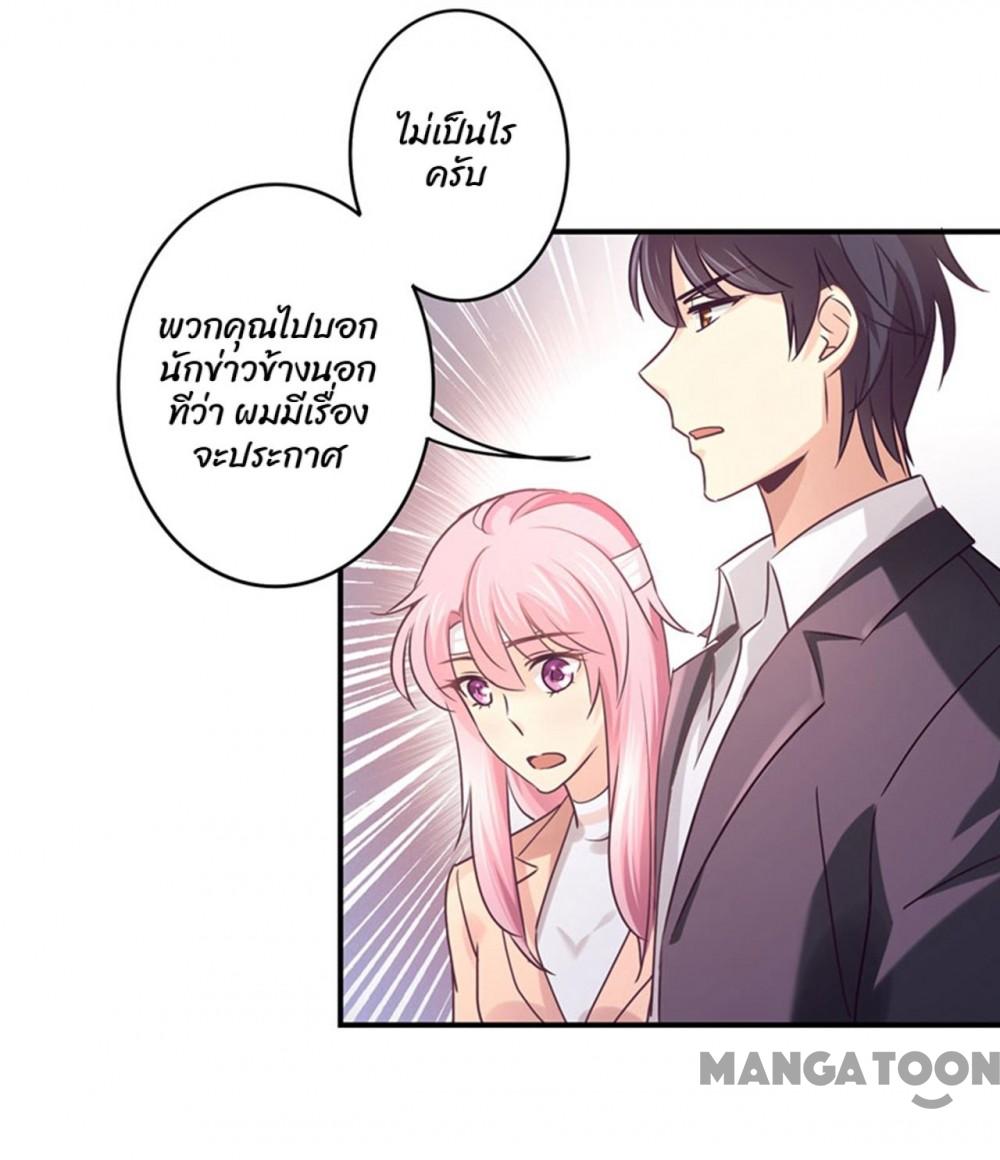 ไม่เป็นไร
ครับ
พวกคุณไปบอก
นักข่าวข้างนอก
ทีว่า ผมมีเรื่อง
จะประกาศ
MANGATOON